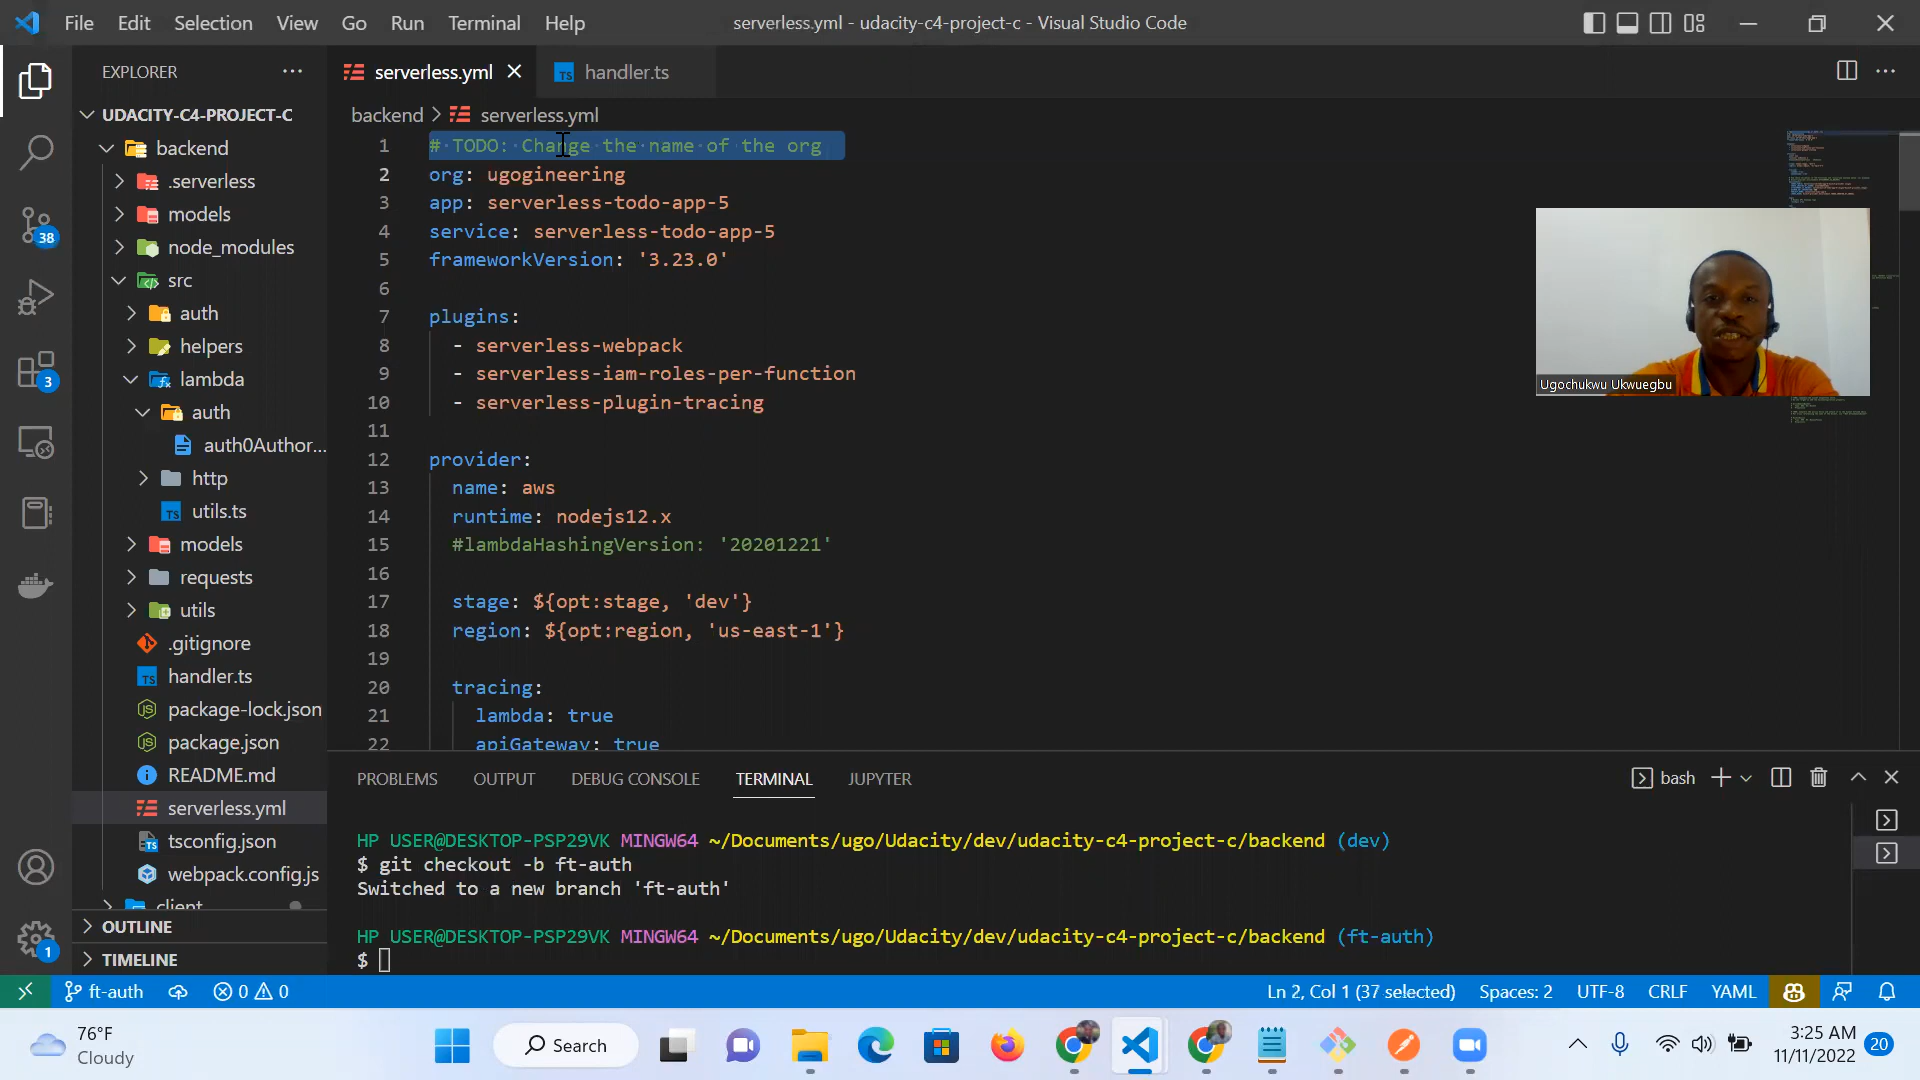 File Edit Selection View Go Run Terminal Help
serverless.yml - udacity-c4-project-c - Visual Studio Code
EXPLORER
serverless.yml
handler.ts
UDACITY-C4-PROJECT-C
backend
.serverless
models
node_modules
src
auth
helpers
lambda
auth
auth0Author...
http
utils.ts
models
requests
utils
.gitignore
handler.ts
package-lock.json
package.json
README.md
serverless.yml
tsconfig.json
webpack.config.js
client
OUTLINE
TIMELINE
38
3
1
backend > serverless.yml
1 # TODO: Change the name of the org
2 org: ugogineering
3 app: serverless-todo-app-5
4 service: serverless-todo-app-5
5 frameworkVersion: '3.23.0'
6
7 plugins:
8 - serverless-webpack
9 - serverless-iam-roles-per-function
10 - serverless-plugin-tracing
11
12 provider:
13 name: aws
14 runtime: nodejs12.x
15 #lambdaHashingVersion: '20201221'
16
17 stage: ${opt:stage, 'dev'}
18 region: ${opt:region, 'us-east-1'}
19
20 tracing:
21 lambda: true
22 apiGateway: true
Ugochukwu Ukwuegbu
PROBLEMS OUTPUT DEBUG CONSOLE TERMINAL JUPYTER
bash
HP USER@DESKTOP-PSP29VK MINGW64 ~/Documents/ugo/Udacity/dev/udacity-c4-project-c/backend (dev)
$ git checkout -b ft-auth
Switched to a new branch 'ft-auth'
HP USER@DESKTOP-PSP29VK MINGW64 ~/Documents/ugo/Udacity/dev/udacity-c4-project-c/backend (ft-auth)
$
ft-auth 0 0
Ln 2, Col 1 (37 selected) Spaces: 2 UTF-8 CRLF YAML
76°F
Cloudy
Search
3:25 AM
11/11/2022
20